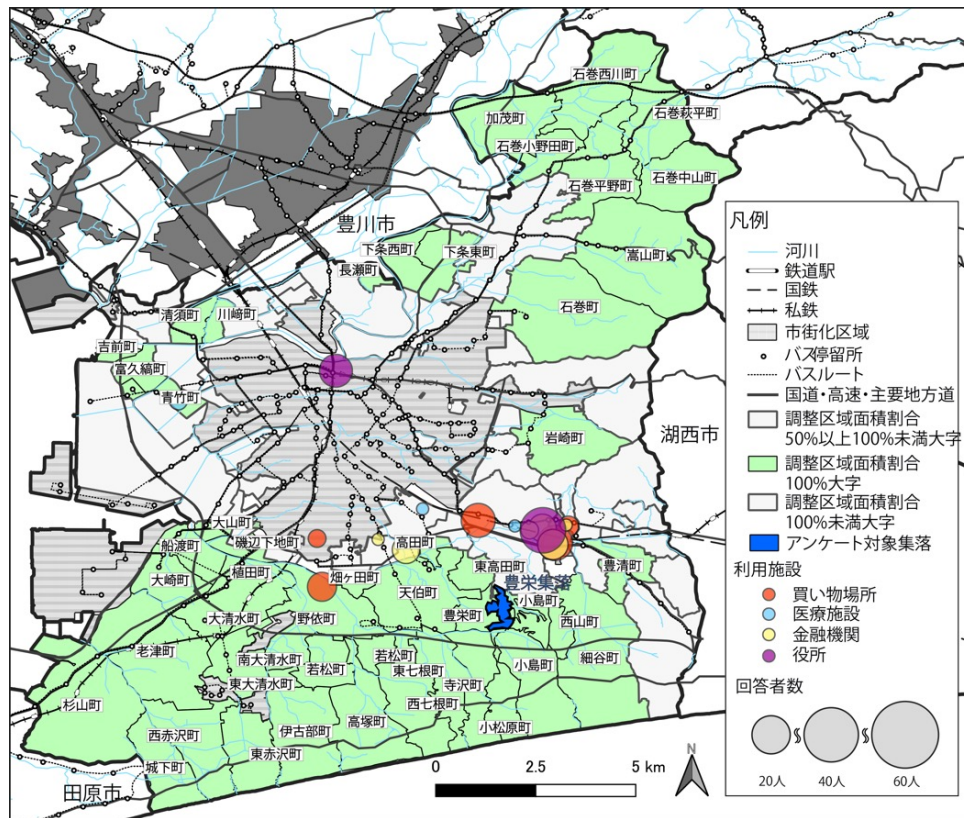 石巻西川町
加茂町
石巻萩平町
石巻小野田町
石巻平野町
石巻中山町
豊川市
下条西町
下条東町
嵩山町
長瀬町
石巻町
清須町
川崎町
吉前町
富久縞町
青竹町
岩崎町
湖西市
大山町
船渡町
磯辺下地町
高田町
東高田町
豊清町
大崎町
植田町
畑ヶ田町
天伯町
豊栄集落
小島町
大清水町
野依町
豊栄町
西山町
老津町
南大清水町
若松町
若松町
東七根町
小島町
細谷町
東大清水町
寺沢町
杉山町
西七根町
西赤沢町
伊古部町
高塚町
小松原町
城下町
東赤沢町
田原市
0 2.5 5 km
N
凡例
河川
鉄道駅
国鉄
私鉄
市街化区域
バス停留所
バスルート
国道・高速・主要地方道
調整区域面積割合
50%以上100%未満大字
調整区域面積割合
100%大字
調整区域面積割合
100%未満大字
アンケート対象集落
利用施設
買い物場所
医療施設
金融機関
役所
回答者数
20人 40人 60人